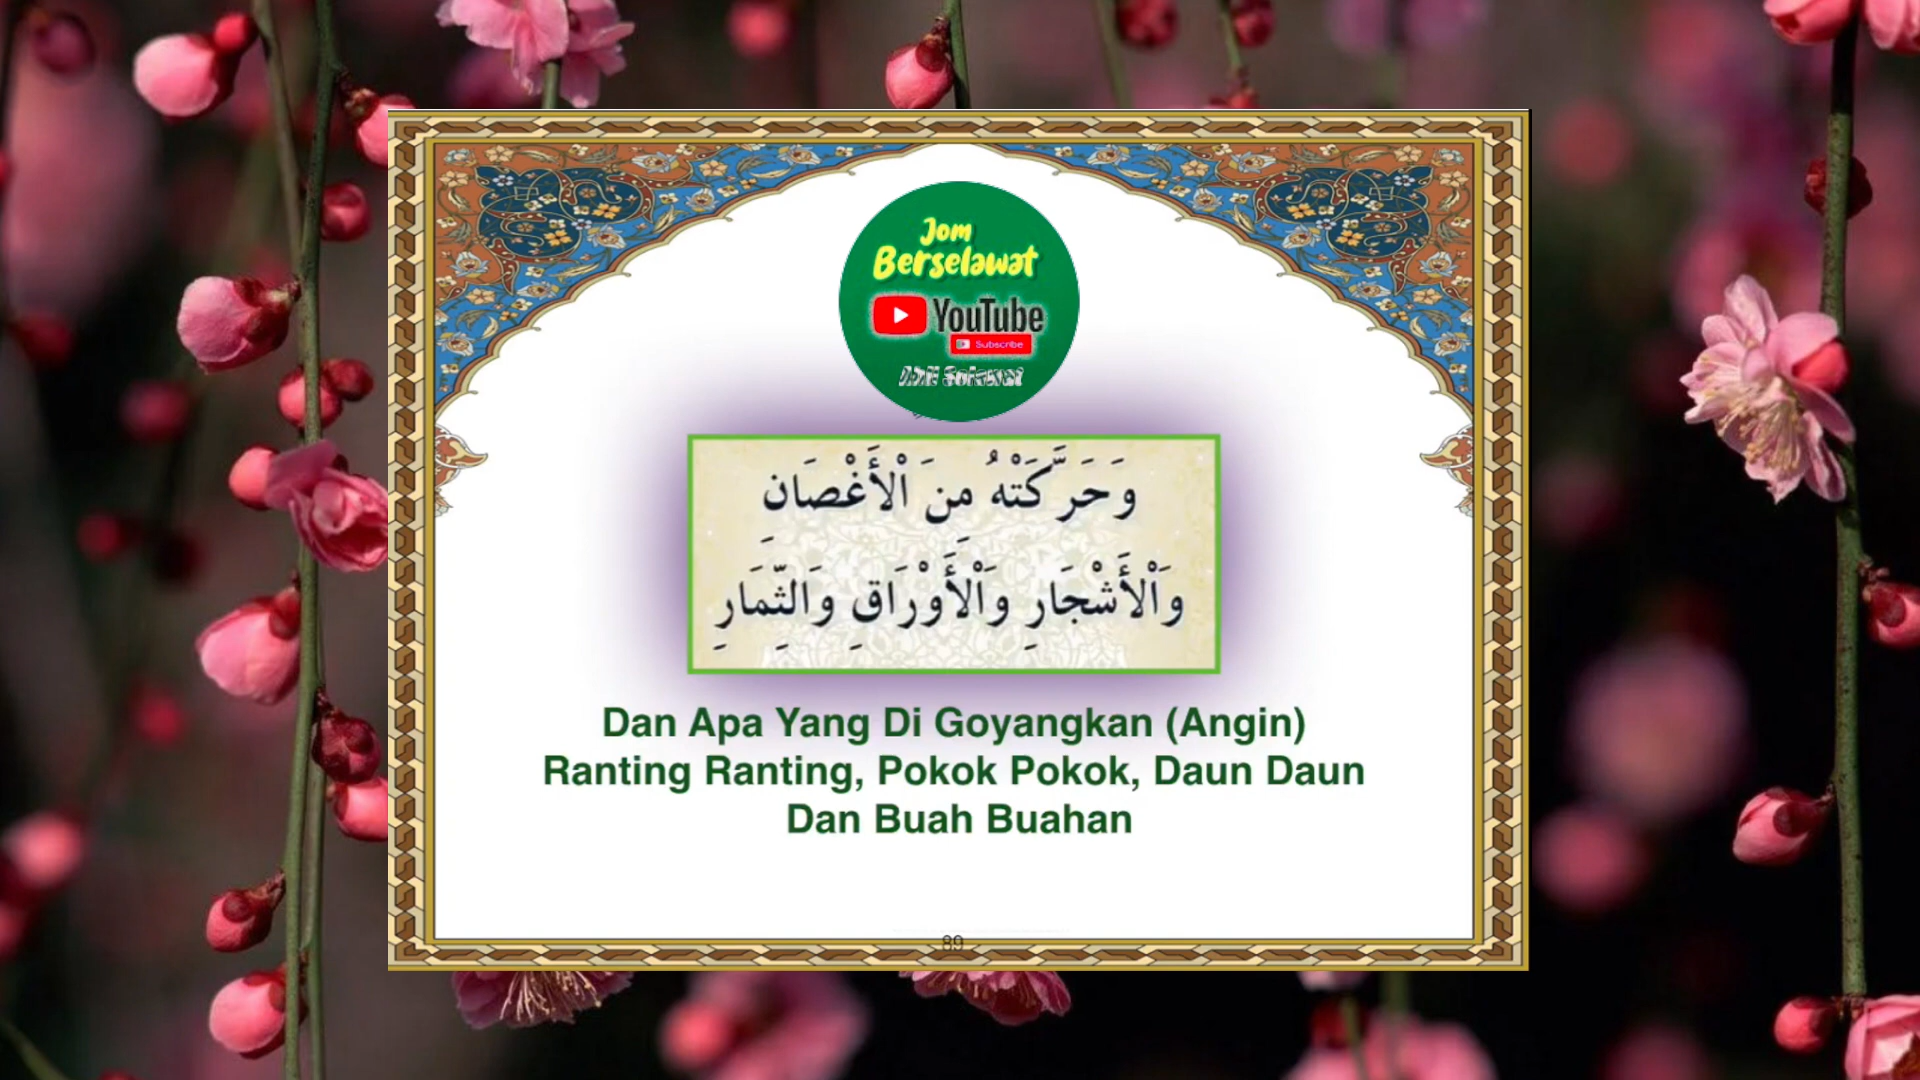 Jom
Berselawat
YouTube
Subscribe
وَحَرَّكَتْهُ مِنَ الْأَغْصَانِ
وَالْأَشْجَارِ وَالْأَوْرَاقِ وَالثِّمَارِ
Dan Apa Yang Di Goyangkan (Angin)
Ranting Ranting, Pokok Pokok, Daun Daun
Dan Buah Buahan
89